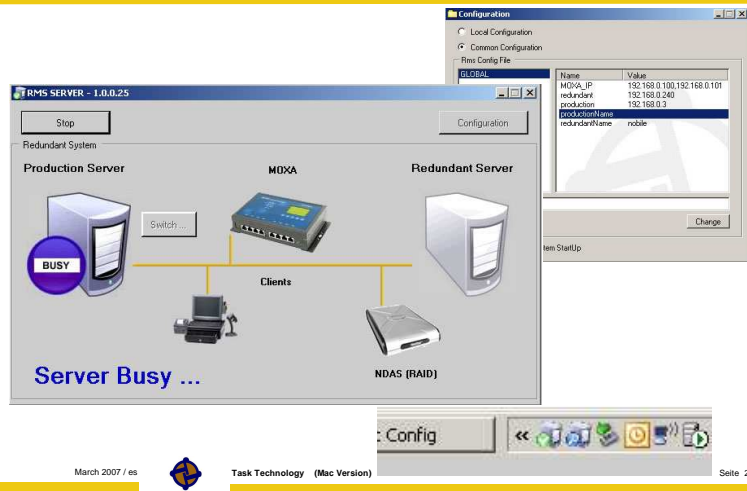 Configuration
Local Configuration
Common Configuration
Rms Config File
GLOBAL
Name Value
MOXA_IP 192.168.0.100,192.168.0.101
redundant 192.168.0.240
production 192.168.0.3
productionName
redundantName nobile
Change
tem StartUp
RMS SERVER - 1.0.0.25
Stop
Configuration
Redundant System
Production Server
MOXA
Redundant Server
Switch ...
BUSY
Clients
NDAS (RAID)
Server Busy ...
: Config
«
March 2007 / es
Task Technology (Mac Version)
Seite 2